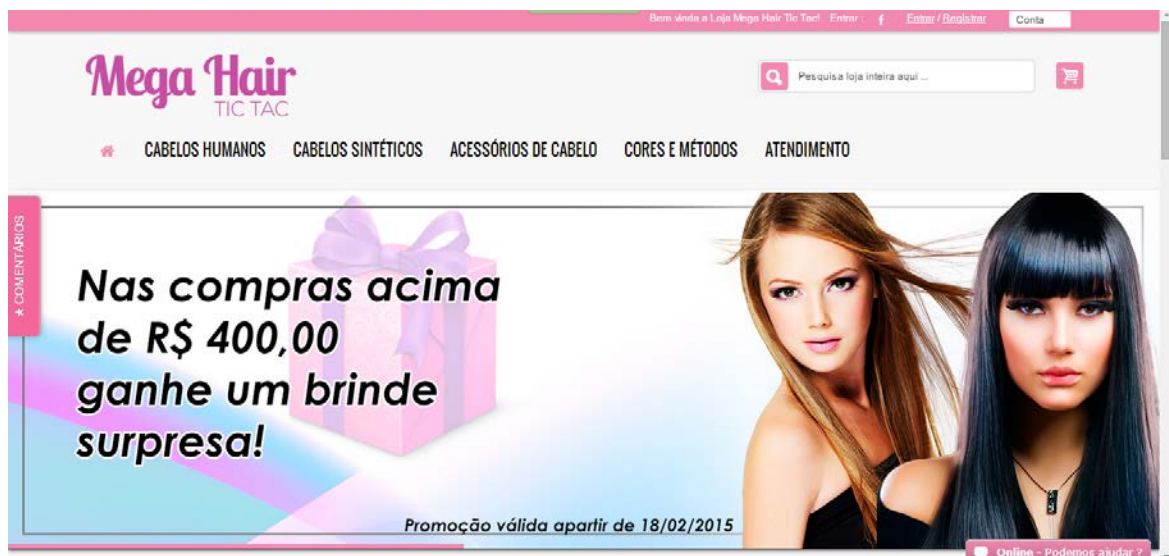 Bem vinda a Loja Mega Hair Tic Tac! Entrar : Entrar / Registrar Conta
Mega Hair
TIC TAC
Pesquisa loja inteira aqui ...
CABELOS HUMANOS CABELOS SINTÉTICOS ACESSÓRIOS DE CABELO CORES E MÉTODOS ATENDIMENTO
★ COMENTÁRIOS
Nas compras acima
de R$ 400,00
ganhe um brinde
surpresa!
Promoção válida apartir de 18/02/2015
Online - Podemos ajudar ?